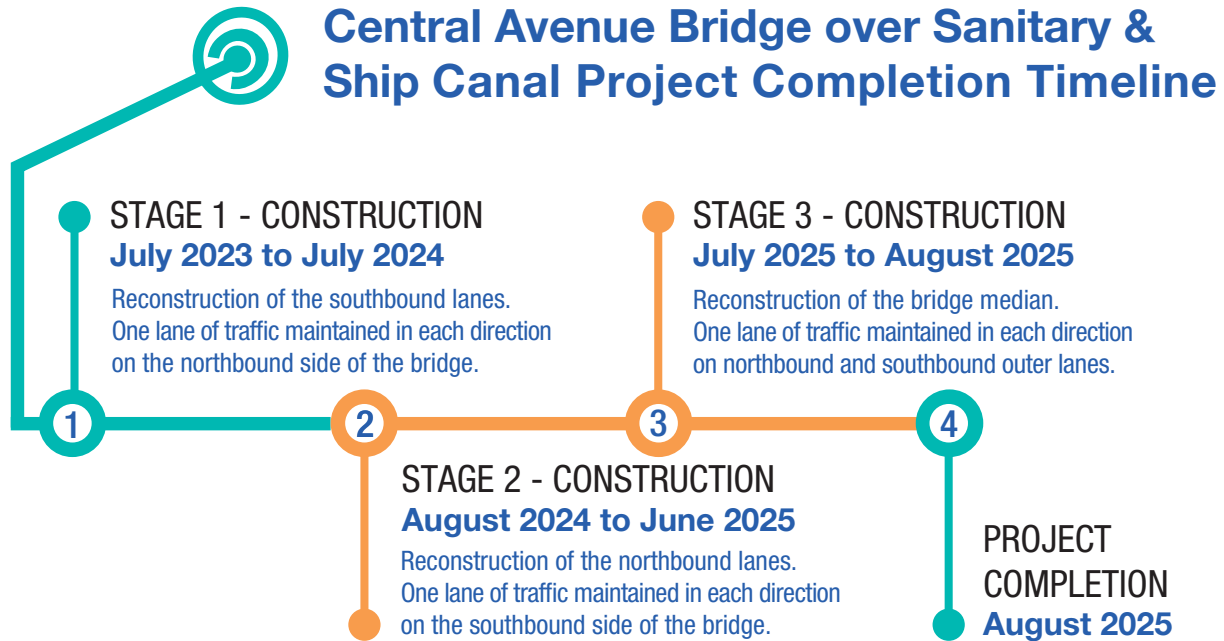 Central Avenue Bridge over Sanitary &
Ship Canal Project Completion Timeline
STAGE 1 - CONSTRUCTION
July 2023 to July 2024
Reconstruction of the southbound lanes.
One lane of traffic maintained in each direction
on the northbound side of the bridge.
STAGE 3 - CONSTRUCTION
July 2025 to August 2025
Reconstruction of the bridge median.
One lane of traffic maintained in each direction
on northbound and southbound outer lanes.
1
2
3
4
STAGE 2 - CONSTRUCTION
August 2024 to June 2025
Reconstruction of the northbound lanes.
One lane of traffic maintained in each direction
on the southbound side of the bridge.
PROJECT
COMPLETION
August 2025